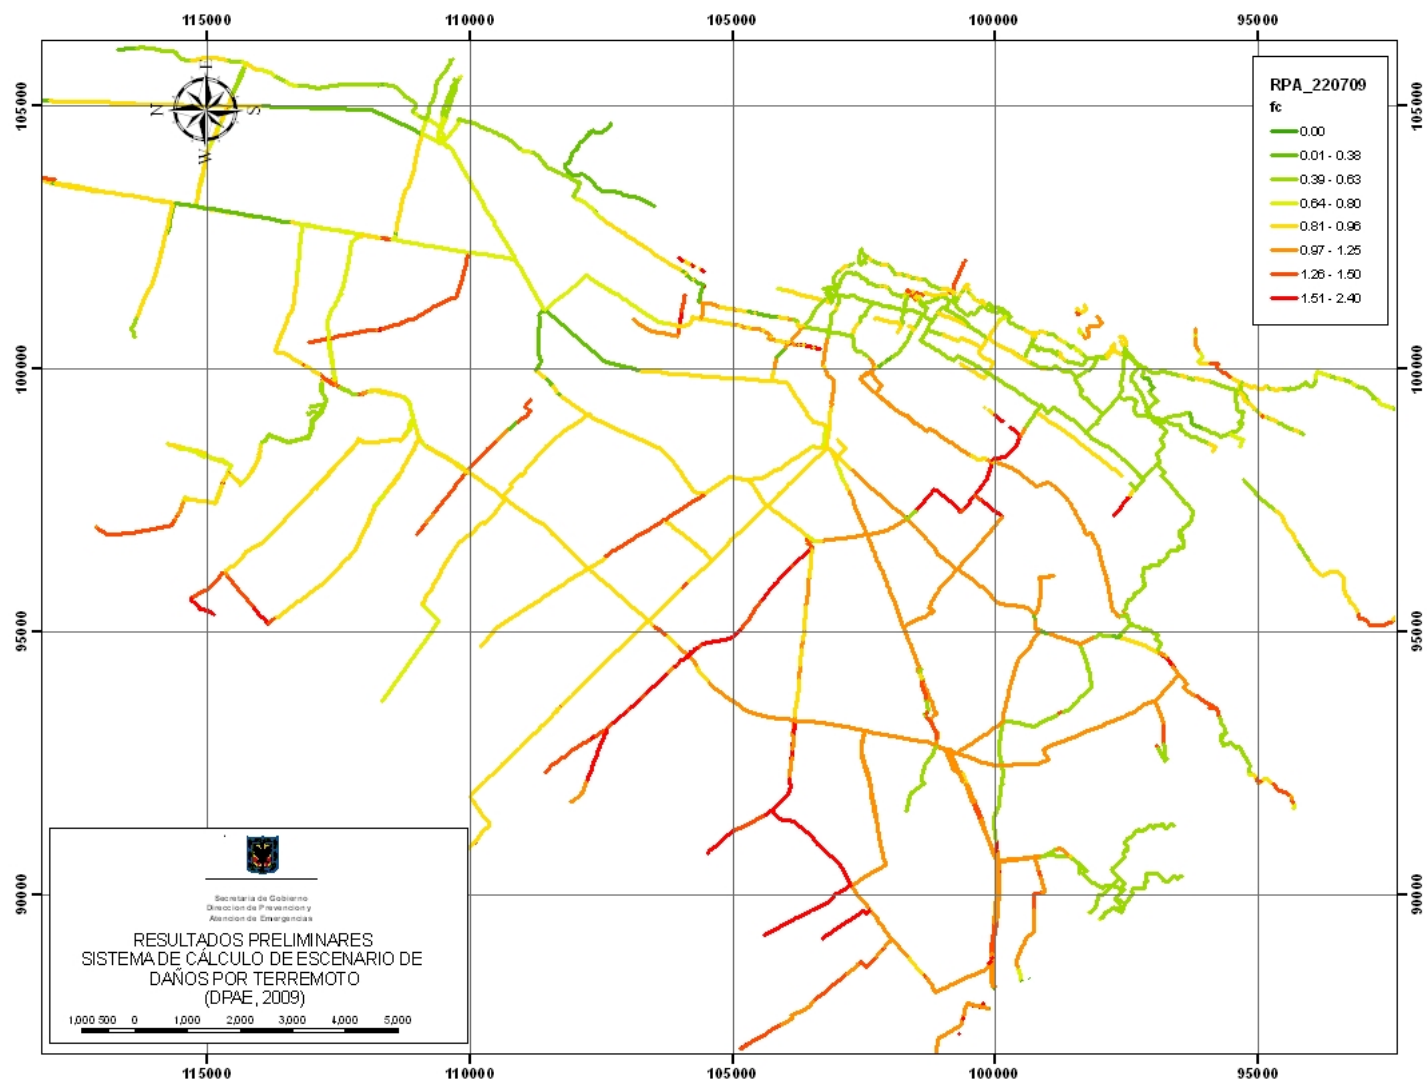 115000 110000 105000 100000 95000
105000
100000
95000
90000
105000
100000
95000
90000
E
N
S
W
RPA_220709
fc
0.00
0.01 - 0.38
0.39 - 0.63
0.64 - 0.80
0.81 - 0.96
0.97 - 1.25
1.26 - 1.50
1.51 - 2.40
Secretaria de Gobierno
Direccion de Prevencion y
Atencion de Emergencias
RESULTADOS PRELIMINARES
SISTEMA DE CÁLCULO DE ESCENARIO DE
DAÑOS POR TERREMOTO
(DPAE, 2009)
1,000 500 0 1,000 2,000 3,000 4,000 5,000
115000 110000 105000 100000 95000